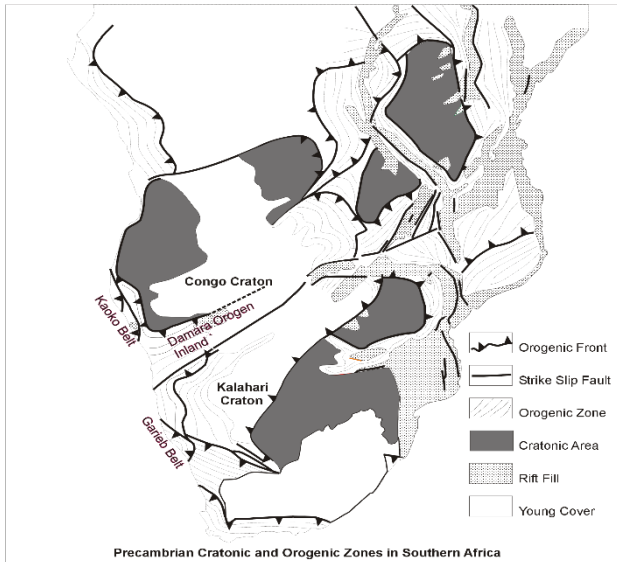 Congo Craton
Kaoko Belt
Damara Orogen
Inland
Kalahari
Craton
Garieb Belt
Orogenic Front
Strike Slip Fault
Orogenic Zone
Cratonic Area
Rift Fill
Young Cover
Precambrian Cratonic and Orogenic Zones in Southern Africa